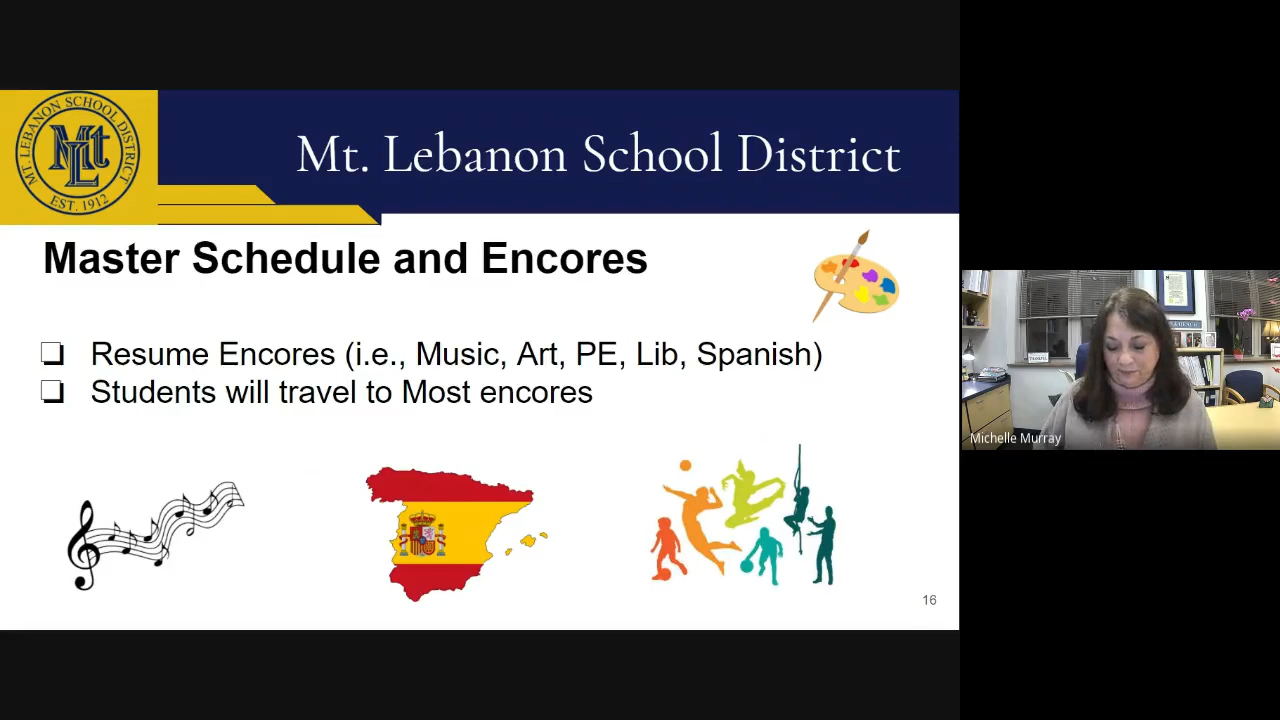 MT. LEBANON SCHOOL DISTRICT
MtL
EST. 1912
Mt. Lebanon School District
Master Schedule and Encores
Resume Encores (i.e., Music, Art, PE, Lib, Spanish)
Students will travel to Most encores
16
Michelle Murray